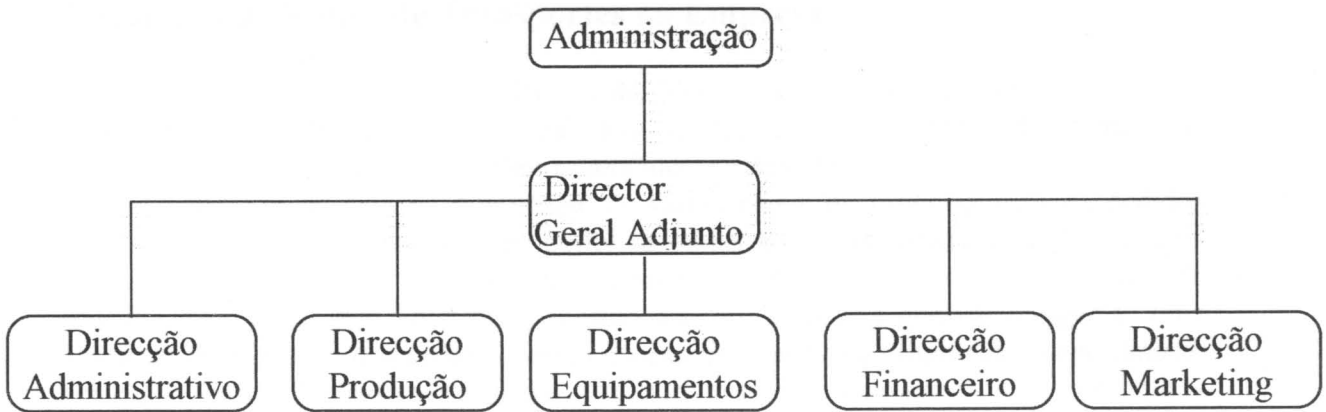 Administração
Director
Geral Adjunto
Direcção
Administrativo
Direcção
Produção
Direcção
Equipamentos
Direcção
Financeiro
Direcção
Marketing